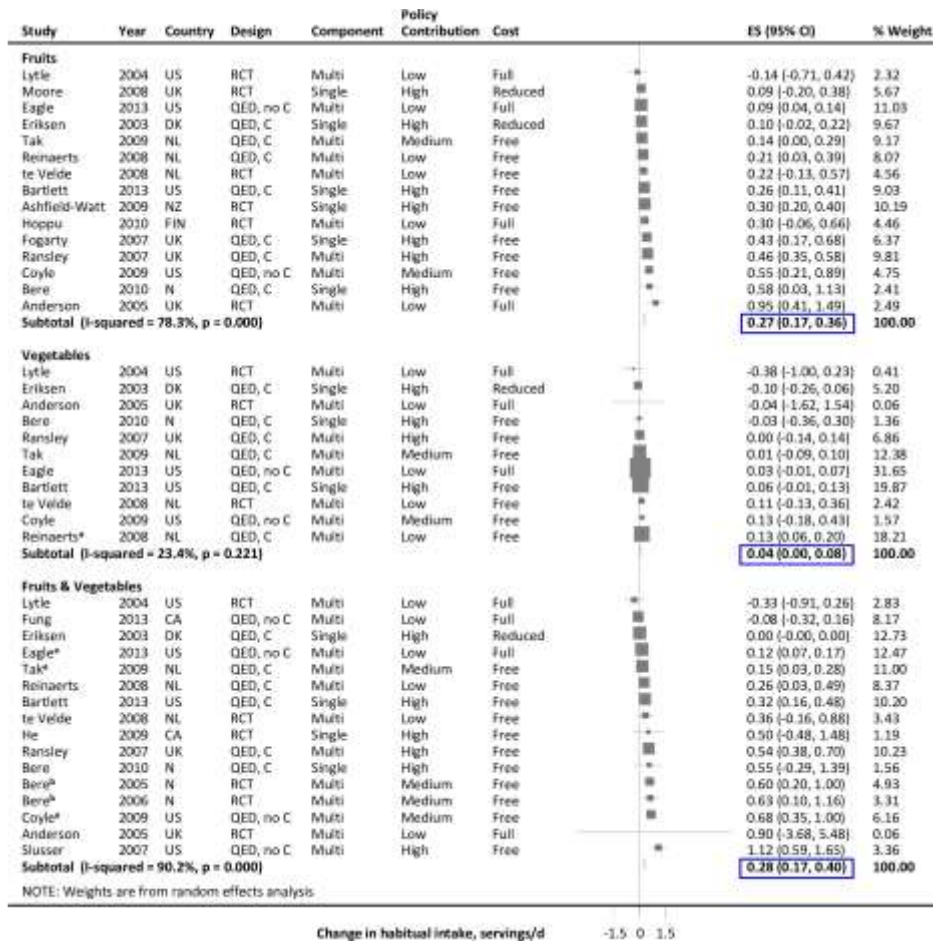 Policy
Study Year Country Design Component Contribution Cost ES (95% CI) % Weight
Fruits
Lytle 2004 US RCT Multi Low Full -0.14 (-0.71, 0.42) 2.32
Moore 2008 UK RCT Single High Reduced 0.09 (-0.20, 0.38) 5.67
Eagle 2013 US QED, no C Multi Low Full 0.09 (0.04, 0.14) 11.03
Eriksen 2003 DK QED, C Single High Reduced 0.10 (-0.02, 0.22) 9.67
Tak 2009 NL QED, C Multi Medium Free 0.14 (0.00, 0.29) 9.17
Reinaerts 2008 NL QED, C Multi Low Free 0.21 (0.03, 0.39) 8.07
te Velde 2008 NL RCT Multi Low Free 0.22 (-0.13, 0.57) 4.56
Bartlett 2013 US QED, C Single High Free 0.26 (0.11, 0.41) 9.03
Ashfield-Watt 2009 NZ RCT Single High Free 0.30 (0.20, 0.40) 10.19
Hoppu 2010 FIN RCT Multi Low Full 0.30 (-0.06, 0.66) 4.46
Fogarty 2007 UK QED, C Single High Free 0.43 (0.17, 0.68) 6.37
Ransley 2007 UK QED, C Multi High Free 0.46 (0.35, 0.58) 9.81
Coyle 2009 US QED, no C Multi Medium Free 0.55 (0.21, 0.89) 4.75
Bere 2010 N QED, C Single High Free 0.58 (0.03, 1.13) 2.41
Anderson 2005 UK RCT Multi Low Full 0.95 (0.41, 1.49) 2.49
Subtotal (I-squared = 78.3%, p = 0.000) 0.27 (0.17, 0.36) 100.00
Vegetables
Lytle 2004 US RCT Multi Low Full -0.38 (-1.00, 0.23) 0.41
Eriksen 2003 DK QED, C Single High Reduced -0.10 (-0.26, 0.06) 5.20
Anderson 2005 UK RCT Multi Low Full -0.04 (-1.62, 1.54) 0.06
Bere 2010 N QED, C Single High Free -0.03 (-0.36, 0.30) 1.36
Ransley 2007 UK QED, C Multi High Free 0.00 (-0.14, 0.14) 6.86
Tak 2009 NL QED, C Multi Medium Free 0.01 (-0.09, 0.10) 12.38
Eagle 2013 US QED, no C Multi Low Full 0.03 (-0.01, 0.07) 31.65
Bartlett 2013 US QED, C Single High Free 0.06 (-0.01, 0.13) 19.87
te Velde 2008 NL RCT Multi Low Free 0.11 (-0.13, 0.36) 2.42
Coyle 2009 US QED, no C Multi Medium Free 0.13 (-0.18, 0.43) 1.57
Reinaertsᵃ 2008 NL QED, C Multi Low Free 0.13 (0.06, 0.20) 18.21
Subtotal (I-squared = 23.4%, p = 0.221) 0.04 (0.00, 0.08) 100.00
Fruits & Vegetables
Lytle 2004 US RCT Multi Low Full -0.33 (-0.91, 0.26) 2.83
Fung 2013 CA QED, no C Multi Low Full -0.08 (-0.32, 0.16) 8.17
Eriksen 2003 DK QED, C Single High Reduced 0.00 (-0.00, 0.00) 12.73
Eagleᵃ 2013 US QED, no C Multi Low Full 0.12 (0.07, 0.17) 12.47
Takᵃ 2009 NL QED, C Multi Medium Free 0.15 (0.03, 0.28) 11.00
Reinaerts 2008 NL QED, C Multi Low Free 0.26 (0.03, 0.49) 8.37
Bartlett 2013 US QED, C Single High Free 0.32 (0.16, 0.48) 10.20
te Velde 2008 NL RCT Multi Low Free 0.36 (-0.16, 0.88) 3.43
He 2009 CA RCT Single High Free 0.50 (-0.48, 1.48) 1.19
Ransley 2007 UK QED, C Multi High Free 0.54 (0.38, 0.70) 10.23
Bere 2010 N QED, C Single High Free 0.55 (-0.29, 1.39) 1.56
Bereᵇ 2005 N RCT Multi Medium Free 0.60 (0.20, 1.00) 4.93
Bereᵇ 2006 N RCT Multi Medium Free 0.63 (0.10, 1.16) 3.31
Coyleᵃ 2009 US QED, no C Multi Medium Free 0.68 (0.35, 1.00) 6.16
Anderson 2005 UK RCT Multi Low Full 0.90 (-3.68, 5.48) 0.06
Slusser 2007 US QED, no C Multi High Free 1.12 (0.59, 1.65) 3.36
Subtotal (I-squared = 90.2%, p = 0.000) 0.28 (0.17, 0.40) 100.00
NOTE: Weights are from random effects analysis
Change in habitual intake, servings/d -1.5 0 1.5